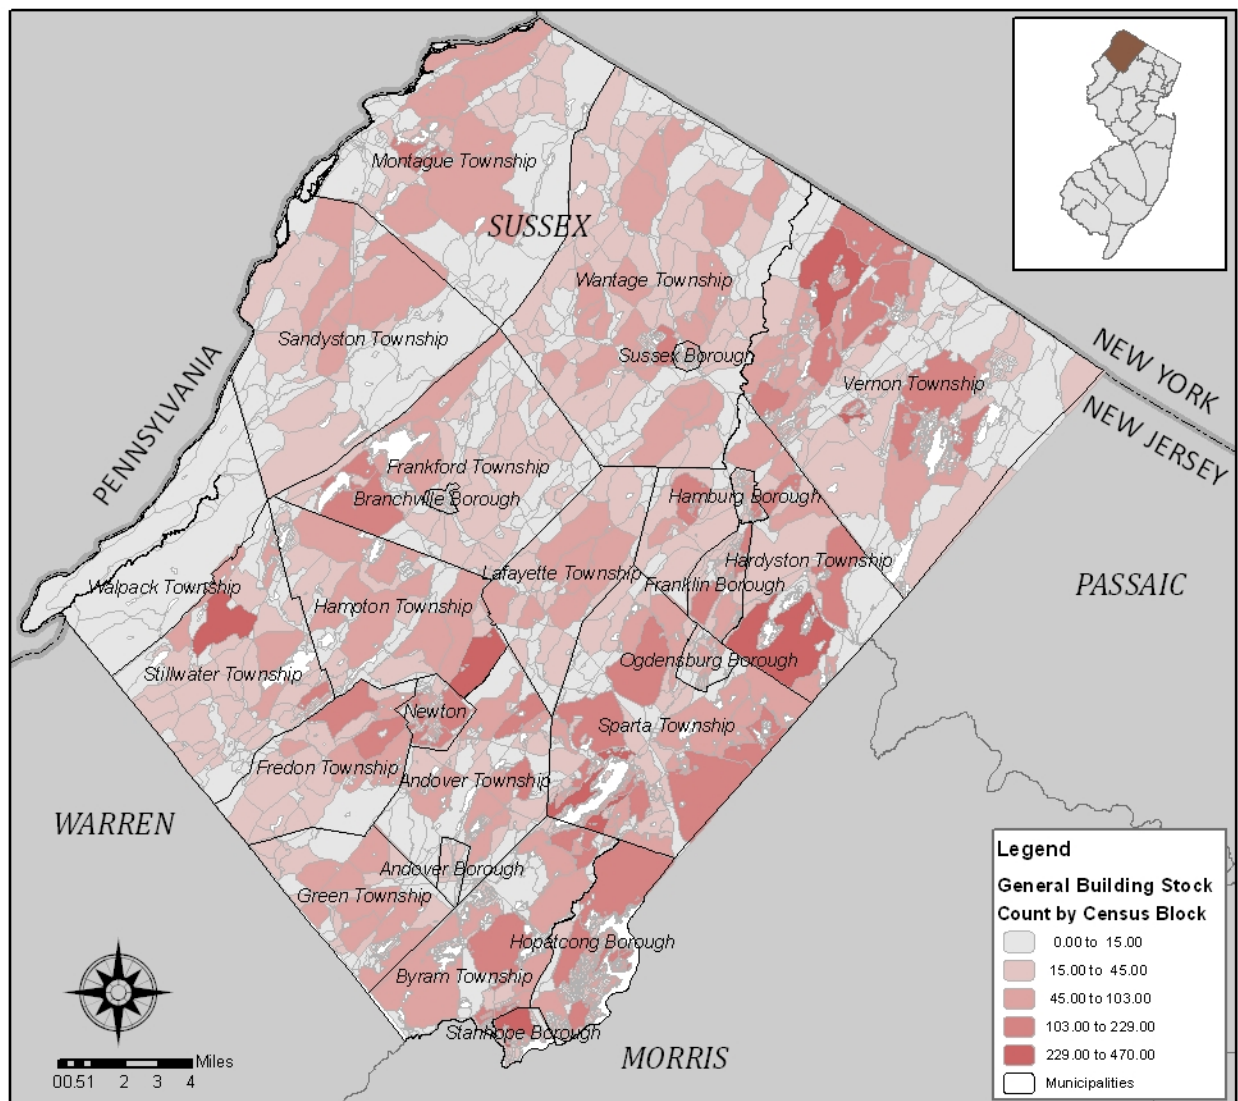 Montague Township
SUSSEX
Wantage Township
Sandyston Township
Sussex Borough
NEW YORK
NEW JERSEY
PENNSYLVANIA
Vernon Township
Frankford Township
Branchville Borough
Hamburg Borough
Hardyston Township
Lafayette Township
Franklin Borough
PASSAIC
Walpack Township
Hampton Township
Ogdensburg Borough
Stillwater Township
Newton
Sparta Township
Fredon Township
Andover Township
WARREN
Andover Borough
Green Township
Hopatcong Borough
Byram Township
Stanhope Borough
MORRIS
Miles
00.51 2 3 4
Legend
General Building Stock
Count by Census Block
0.00 to 15.00
15.00 to 45.00
45.00 to 103.00
103.00 to 229.00
229.00 to 470.00
Municipalities